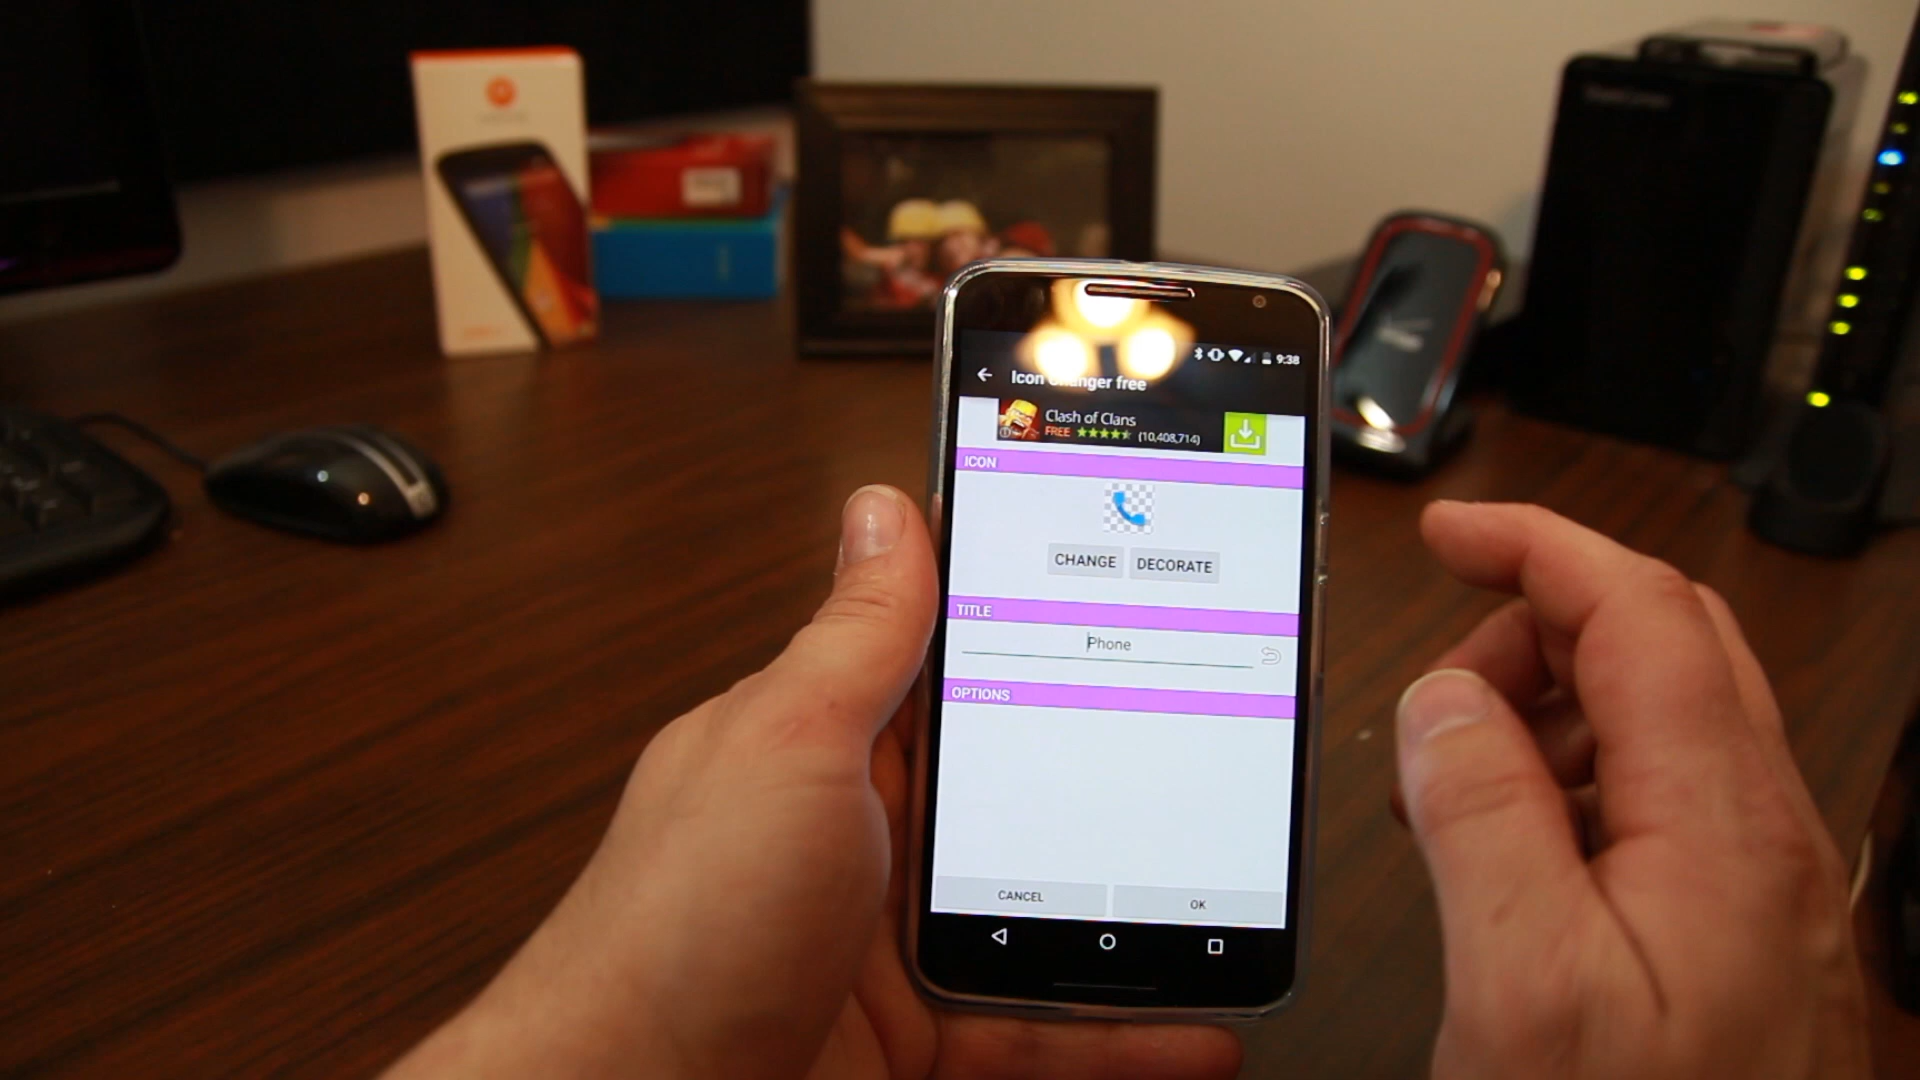 9:38
Icon Changer free
Clash of Clans
FREE (10,408,714)
ICON
CHANGE DECORATE
TITLE
Phone
OPTIONS
CANCEL OK